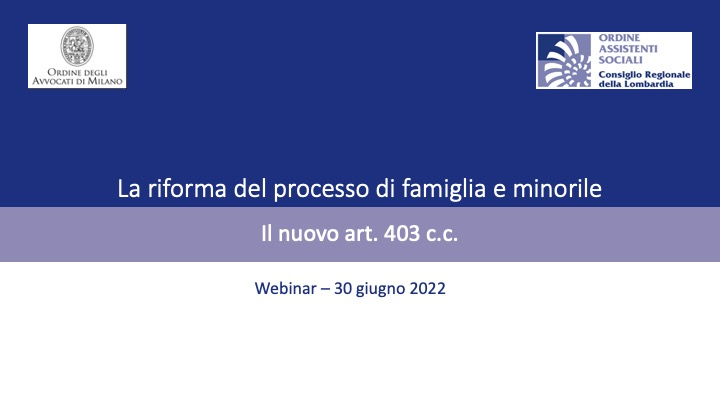 ORDINE DEGLI
AVVOCATI DI MILANO
ORDINE
ASSISTENTI
SOCIALI
Consiglio Regionale
della Lombardia
La riforma del processo di famiglia e minorile
Il nuovo art. 403 c.c.
Webinar – 30 giugno 2022